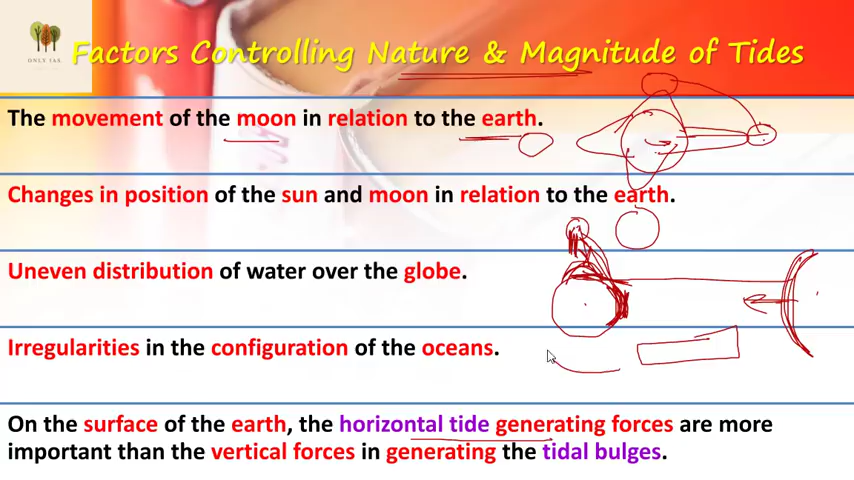 Factors Controlling Nature & Magnitude of Tides
The movement of the moon in relation to the earth.
Changes in position of the sun and moon in relation to the earth.
Uneven distribution of water over the globe.
Irregularities in the configuration of the oceans.
On the surface of the earth, the horizontal tide generating forces are more
important than the vertical forces in generating the tidal bulges.